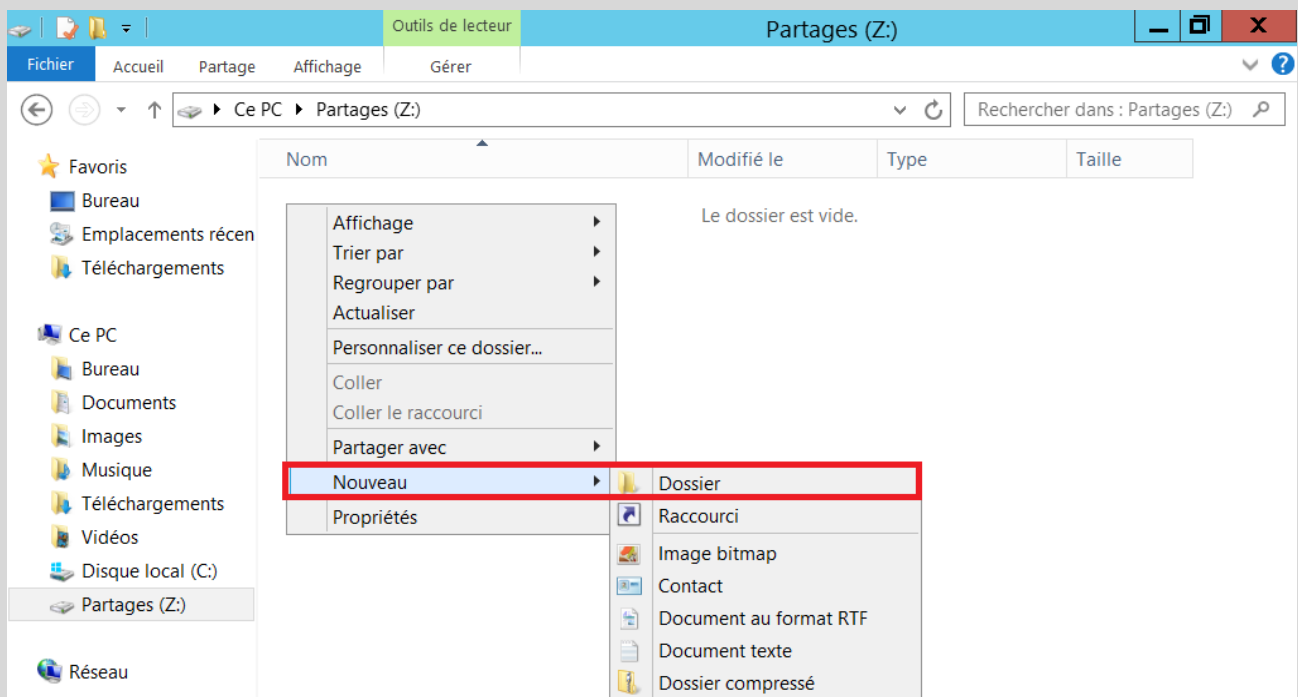 Outils de lecteur
Partages (Z:)
Fichier Accueil Partage Affichage Gérer
Ce PC Partages (Z:)
Rechercher dans : Partages (Z:)
Nom Modifié le Type Taille
Le dossier est vide.
Favoris
Bureau
Emplacements récen
Téléchargements
Ce PC
Bureau
Documents
Images
Musique
Téléchargements
Vidéos
Disque local (C:)
Partages (Z:)
Réseau
Affichage
Trier par
Regrouper par
Actualiser
Personnaliser ce dossier...
Coller
Coller le raccourci
Partager avec
Nouveau
Propriétés
Dossier
Raccourci
Image bitmap
Contact
Document au format RTF
Document texte
Dossier compressé